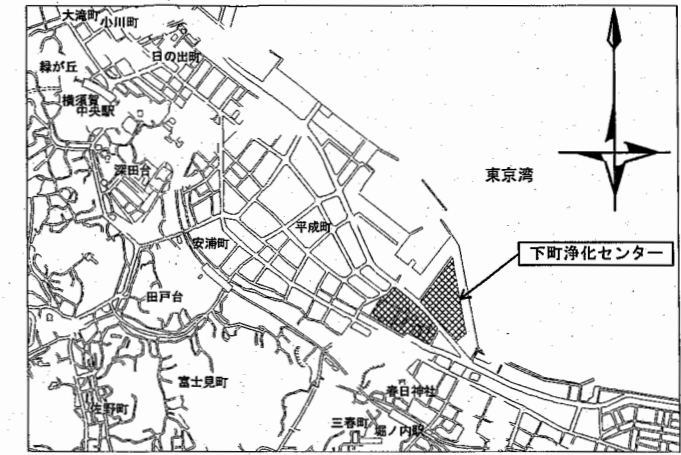 大滝町
小川町
日の出町
緑が丘
横須賀
中央駅
深田台
東京湾
平成町
安浦町
下町浄化センター
田戸台
富士見町
春日神社
佐野町
三春町
堀ノ内駅